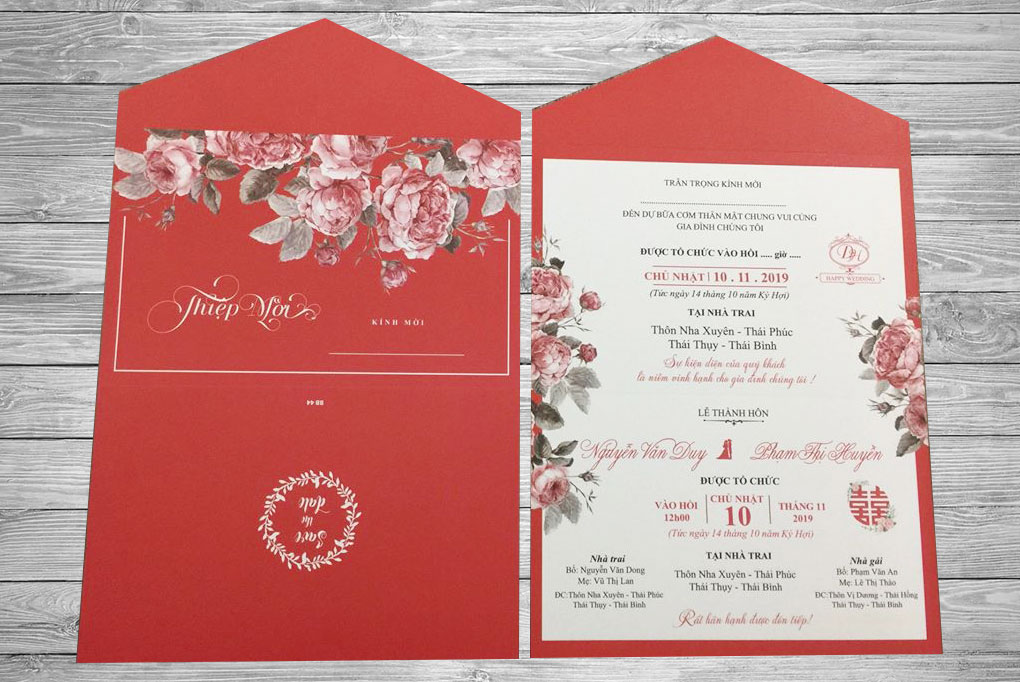 Thiệp Mời
KÍNH MỜI
BB 44
Save
the
date
TRÂN TRỌNG KÍNH MỜI
ĐẾN DỰ BỮA CƠM THÂN MẬT CHUNG VUI CÙNG
GIA ĐÌNH CHÚNG TÔI
ĐƯỢC TỔ CHỨC VÀO HỒI ..... giờ .....
CHỦ NHẬT | 10 . 11 . 2019
(Tức ngày 14 tháng 10 năm Kỷ Hợi)
D H
HAPPY WEDDING
TẠI NHÀ TRAI
Thôn Nha Xuyên - Thái Phúc
Thái Thụy - Thái Bình
Sự hiện diện của quý khách
là niềm vinh hạnh cho gia đình chúng tôi !
LỄ THÀNH HÔN
Nguyễn Văn Duy Phạm Thị Huyền
ĐƯỢC TỔ CHỨC
VÀO HỒI
12h00
CHỦ NHẬT
10
THÁNG 11
2019
(Tức ngày 14 tháng 10 năm Kỷ Hợi)
囍
Nhà trai
Bố: Nguyễn Văn Dong
Mẹ: Vũ Thị Lan
ĐC:Thôn Nha Xuyên - Thái Phúc
Thái Thụy - Thái Bình
TẠI NHÀ TRAI
Thôn Nha Xuyên - Thái Phúc
Thái Thụy - Thái Bình
Nhà gái
Bố: Phạm Văn An
Mẹ: Lê Thị Thảo
ĐC:Thôn Vị Dương - Thái Hồng
Thái Thụy - Thái Bình
Rất hân hạnh được đón tiếp!